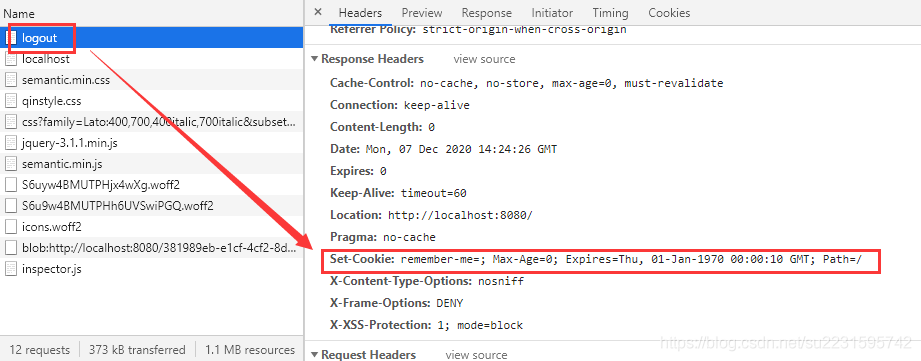 Name
logout
localhost
semantic.min.css
qinstyle.css
css?family=Lato:400,700,400italic,700italic&subset...
jquery-3.1.1.min.js
semantic.min.js
S6uyw4BMUTPHjx4wXg.woff2
S6u9w4BMUTPHh6UVSwiPGQ.woff2
icons.woff2
blob:http://localhost:8080/381989eb-e1cf-4cf2-8d...
inspector.js
12 requests 373 kB transferred 1.1 MB resources
× Headers Preview Response Initiator Timing Cookies
Referrer Policy: strict-origin-when-cross-origin
▼ Response Headers view source
Cache-Control: no-cache, no-store, max-age=0, must-revalidate
Connection: keep-alive
Content-Length: 0
Date: Mon, 07 Dec 2020 14:24:26 GMT
Expires: 0
Keep-Alive: timeout=60
Location: http://localhost:8080/
Pragma: no-cache
Set-Cookie: remember-me=; Max-Age=0; Expires=Thu, 01-Jan-1970 00:00:10 GMT; Path=/
X-Content-Type-Options: nosniff
X-Frame-Options: DENY
X-XSS-Protection: 1; mode=block
▼ Request Headers view source
https://blog.csdn.net/su2231595742